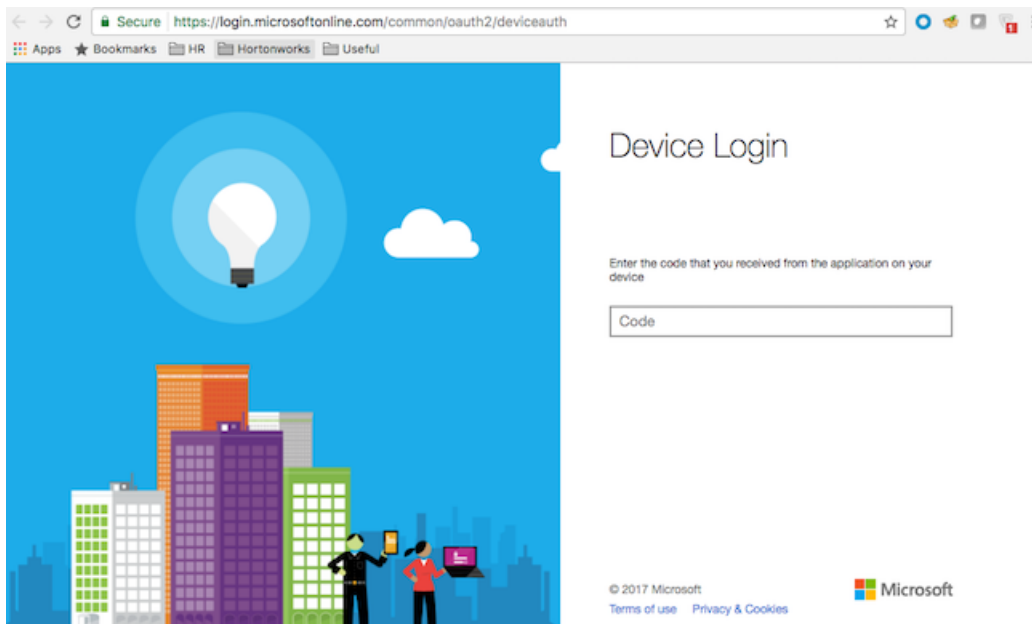 Secure https://login.microsoftonline.com/common/oauth2/deviceauth
Apps Bookmarks HR Hortonworks Useful
Device Login
Enter the code that you received from the application on your
device
Code
© 2017 Microsoft
Microsoft
Terms of use Privacy & Cookies